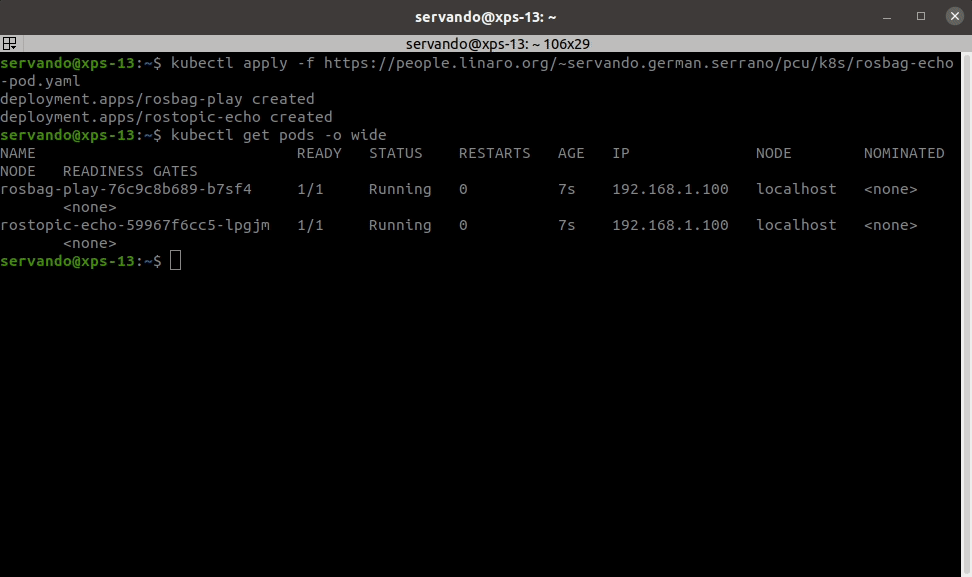 servando@xps-13: ~
servando@xps-13: ~ 106x29
servando@xps-13:~$ kubectl apply -f https://people.linaro.org/~servando.german.serrano/pcu/k8s/rosbag-echo
-pod.yaml
deployment.apps/rosbag-play created
deployment.apps/rostopic-echo created
servando@xps-13:~$ kubectl get pods -o wide
NAME                             READY   STATUS    RESTARTS   AGE   IP              NODE        NOMINATED
NODE   READINESS GATES
rosbag-play-76c9c8b689-b7sf4     1/1     Running   0          7s    192.168.1.100   localhost   <none>
       <none>
rostopic-echo-59967f6cc5-lpgjm   1/1     Running   0          7s    192.168.1.100   localhost   <none>
       <none>
servando@xps-13:~$